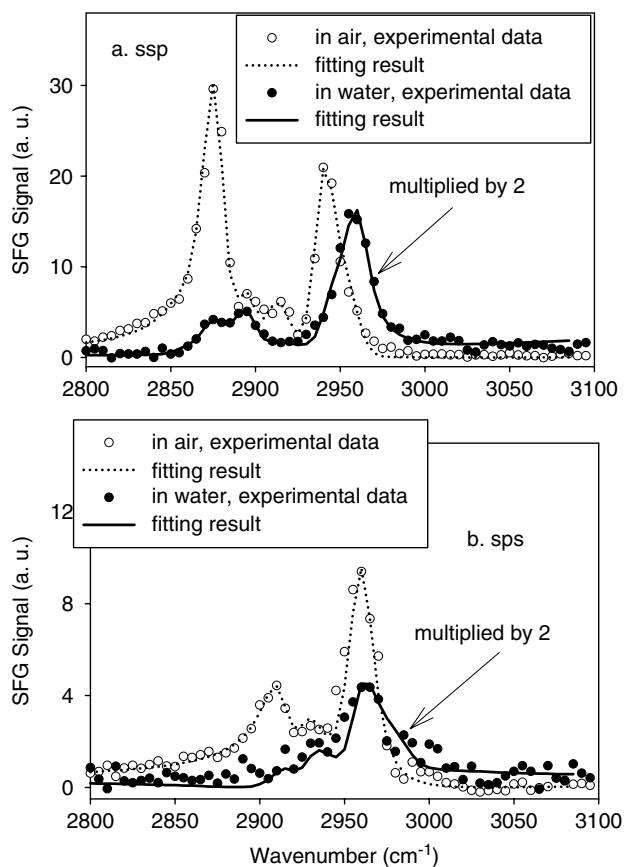 a. ssp
in air, experimental data
fitting result
in water, experimental data
fitting result
multiplied by 2
SFG Signal (a. u.)
30
20
10
0
2800 2850 2900 2950 3000 3050 3100
in air, experimental data
fitting result
in water, experimental data
fitting result
b. sps
multiplied by 2
SFG Signal (a. u.)
12
8
4
0
2800 2850 2900 2950 3000 3050 3100
Wavenumber (cm⁻¹)